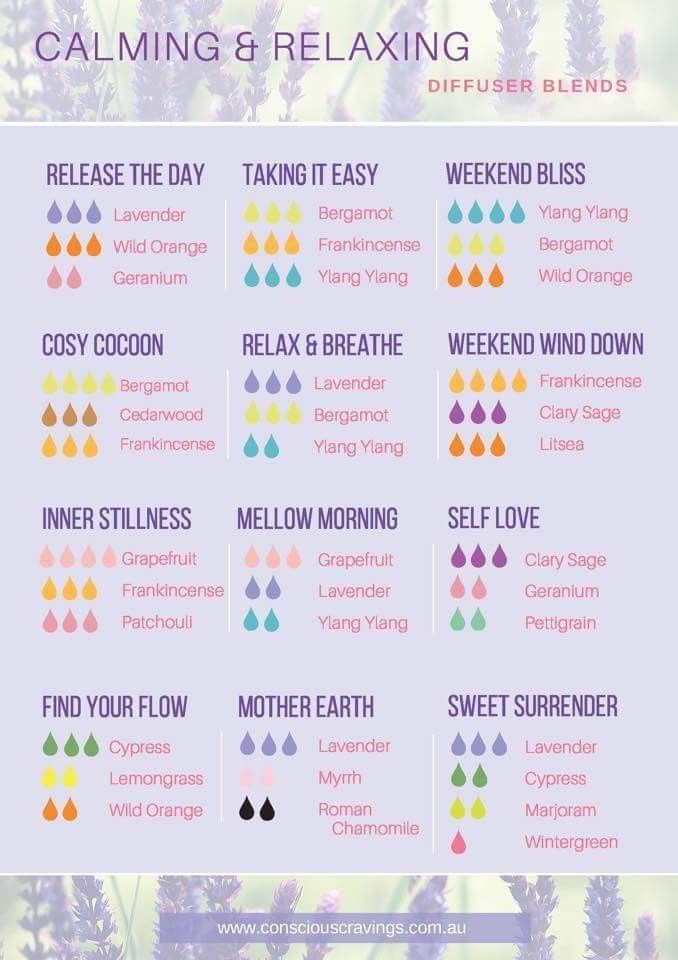 CALMING & RELAXING
DIFFUSER BLENDS
RELEASE THE DAY
Lavender
Wild Orange
Geranium
TAKING IT EASY
Bergamot
Frankincense
Ylang Ylang
WEEKEND BLISS
Ylang Ylang
Bergamot
Wild Orange
COSY COCOON
Bergamot
Cedarwood
Frankincense
RELAX & BREATHE
Lavender
Bergamot
Ylang Ylang
WEEKEND WIND DOWN
Frankincense
Clary Sage
Litsea
INNER STILLNESS
Grapefruit
Frankincense
Patchouli
MELLOW MORNING
Grapefruit
Lavender
Ylang Ylang
SELF LOVE
Clary Sage
Geranium
Pettigrain
FIND YOUR FLOW
Cypress
Lemongrass
Wild Orange
MOTHER EARTH
Lavender
Myrrh
Roman
Chamomile
SWEET SURRENDER
Lavender
Cypress
Marjoram
Wintergreen
www.consciouscravings.com.au